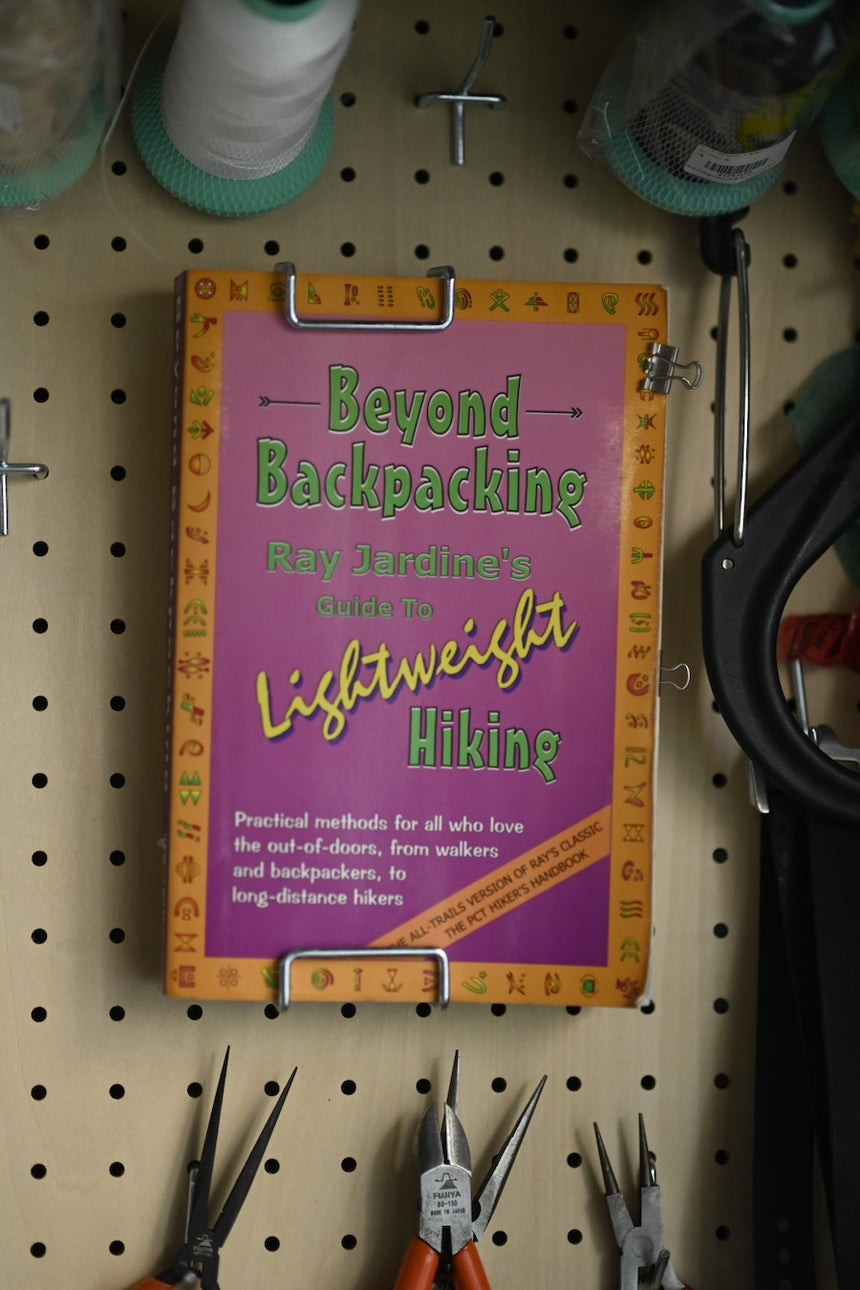 Beyond
Backpacking
Ray Jardine's
Guide To
Lightweight
Hiking
Practical methods for all who love
the out-of-doors, from walkers
and backpackers, to
long-distance hikers
ALL-TRAILS VERSION OF RAY'S CLASSIC
THE PCT HIKER'S HANDBOOK
FUJIYA
MADE IN JAPAN